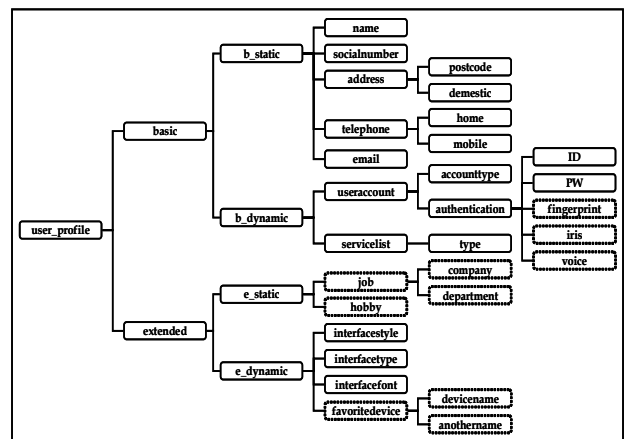 name
b_static
socialnumber
address
postcode
demestic
telephone
home
mobile
email
basic
ID
accounttype
PW
useraccount
authentication
fingerprint
b_dynamic
iris
user_profile
servicelist
type
voice
e_static
job
company
department
hobby
extended
interfacestyle
interfacetype
e_dynamic
interfacefont
favoritedevice
devicename
anothername